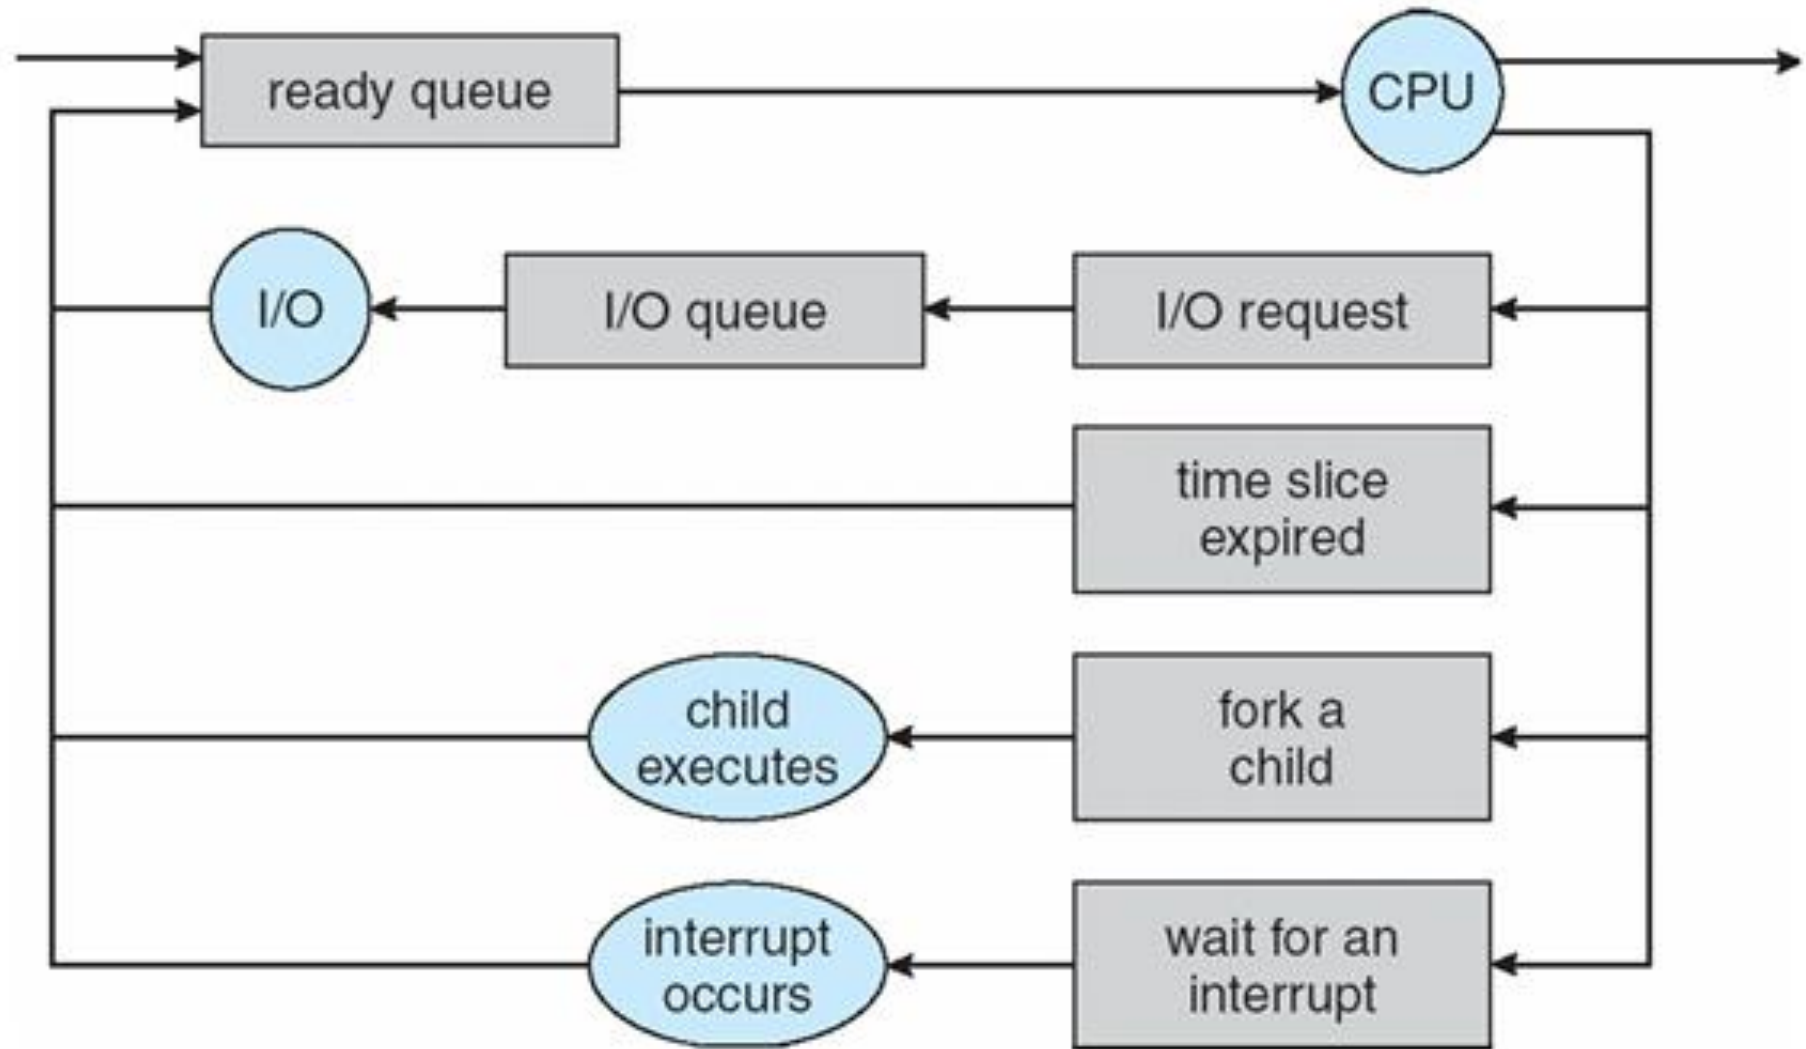 ready queue
CPU
I/O
I/O queue
I/O request
time slice
expired
child
executes
fork a
child
interrupt
occurs
wait for an
interrupt